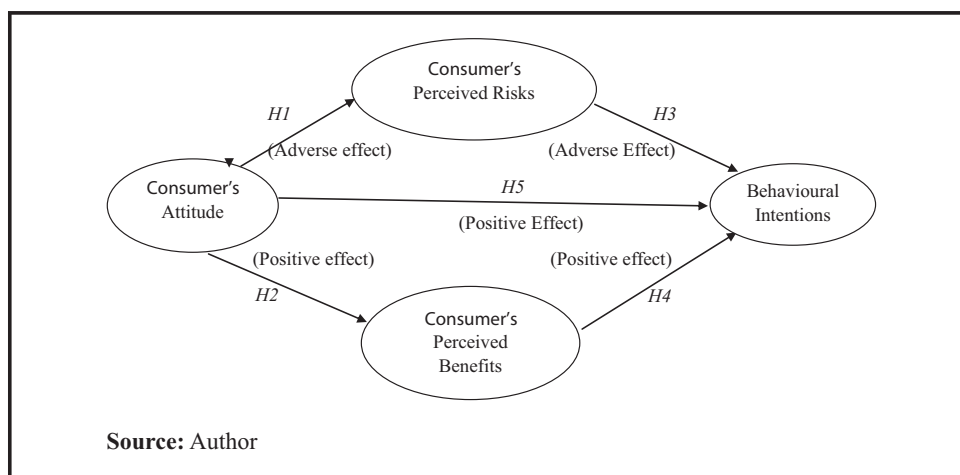 Consumer's
Perceived Risks
H1
H3
(Adverse effect)
(Adverse Effect)
Consumer's
Attitude
H5
Behavioural
Intentions
(Positive Effect)
(Positive effect)
(Positive effect)
H2
H4
Consumer's
Perceived
Benefits
Source: Author